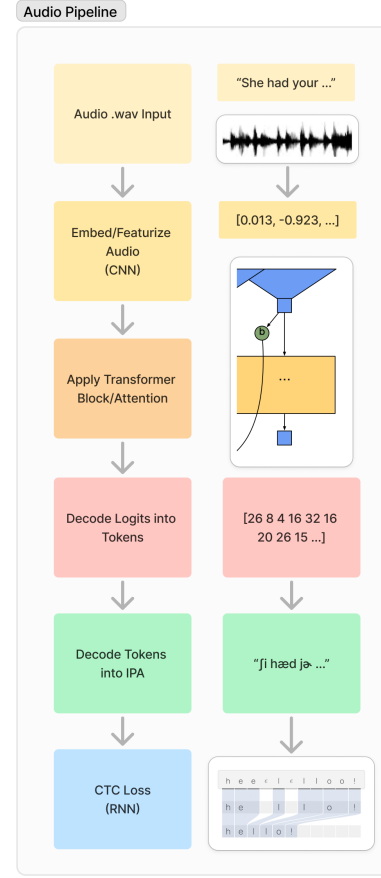 Audio Pipeline
Audio .wav Input
“She had your ...”
Embed/Featurize
Audio
(CNN)
[0.013, -0.923, ...]
b
...
Apply Transformer
Block/Attention
Decode Logits into
Tokens
[26 8 4 16 32 16
20 26 15 ...]
Decode Tokens
into IPA
“ʃi hæd jɚ ...”
CTC Loss
(RNN)
h e e ϵ l ϵ l l o o !
h e l l o !
h e l l o !